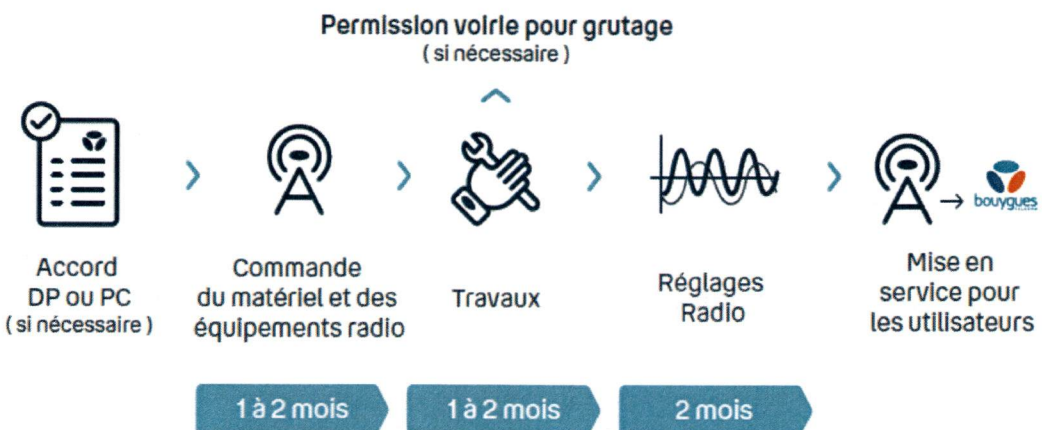 Permission voirie pour grutage
( si nécessaire )
Accord
DP ou PC
( si nécessaire )
Commande
du matériel et des
équipements radio
Travaux
Réglages
Radio
bouygues
Mise en
service pour
les utilisateurs
1 à 2 mois
1 à 2 mois
2 mois